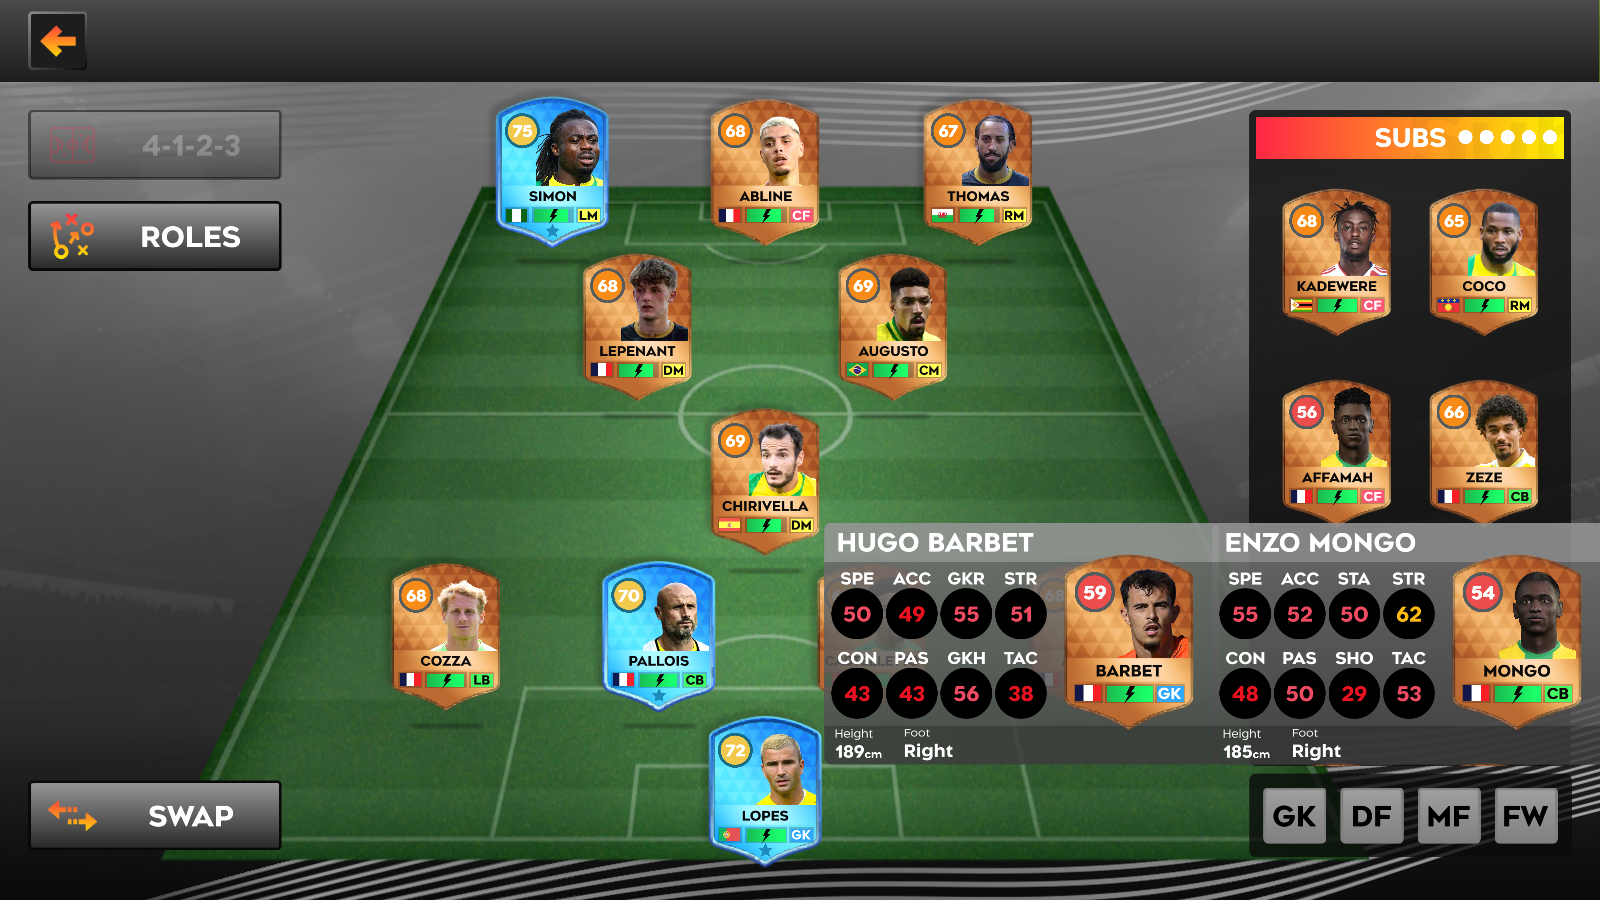 4-1-2-3
ROLES
SWAP
75
SIMON
LM
68
ABLINE
CF
67
THOMAS
RM
68
LEPENANT
DM
69
AUGUSTO
CM
69
CHIRIVELLA
DM
68
COZZA
LB
70
PALLOIS
CB
72
LOPES
GK
SUBS
68
KADEWERE
CF
65
COCO
RM
56
AFFAMAH
CF
66
ZEZE
CB
HUGO BARBET
SPE ACC GKR STR
50 49 55 51
CON PAS GKH TAC
43 43 56 38
Height Foot
189cm Right
59
BARBET
GK
ENZO MONGO
SPE ACC STA STR
55 52 50 62
CON PAS SHO TAC
48 50 29 53
Height Foot
185cm Right
54
MONGO
CB
GK DF MF FW